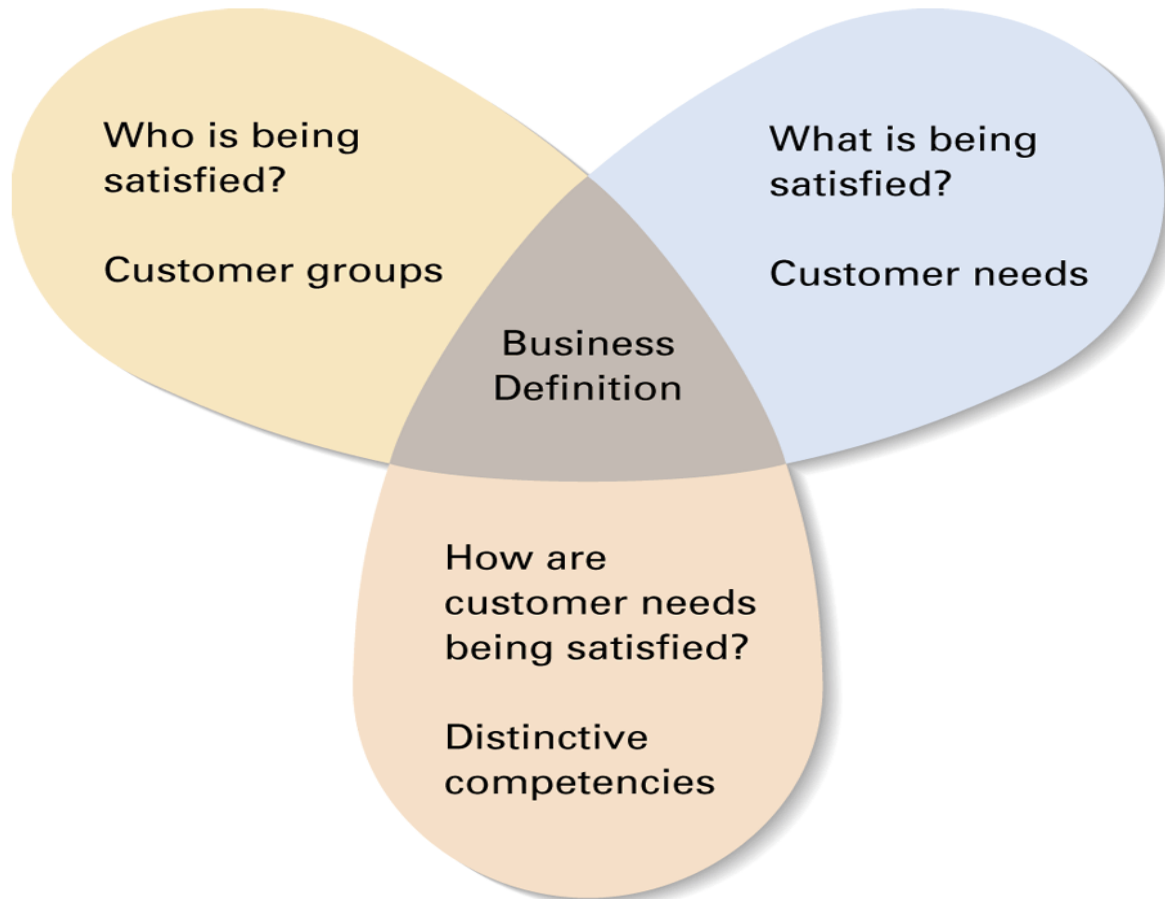 Who is being
satisfied?
Customer groups
What is being
satisfied?
Customer needs
Business
Definition
How are
customer needs
being satisfied?
Distinctive
competencies